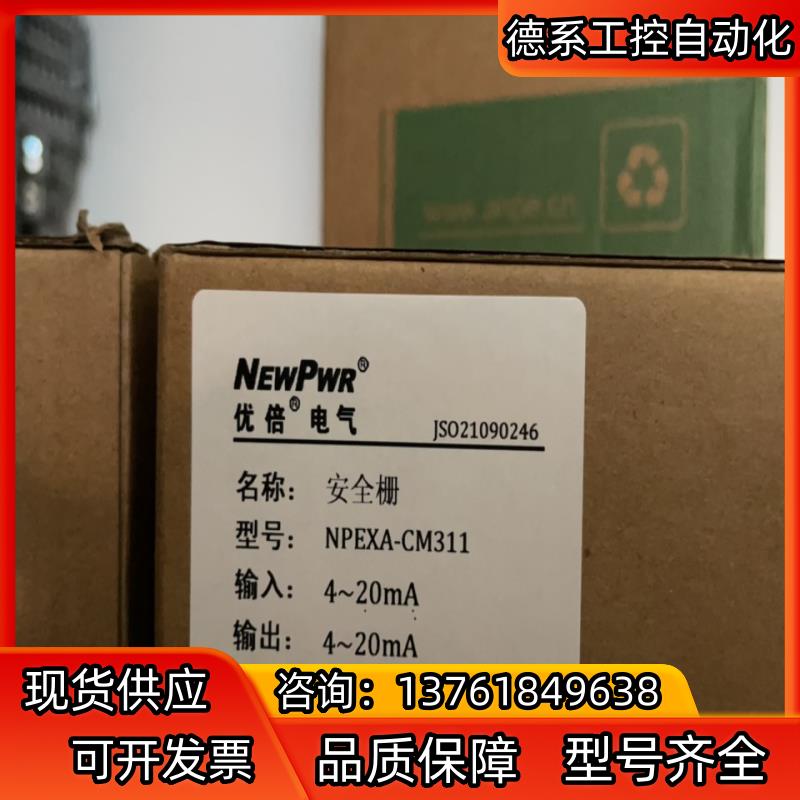 德系工控自动化
NEWPWR®
优倍®电气
JSO21090246
名称： 安全栅
型号： NPEXA-CM311
输入： 4~20mA
输出： 4~20mA
现货供应
咨询：13761849638
可开发票
品质保障
型号齐全